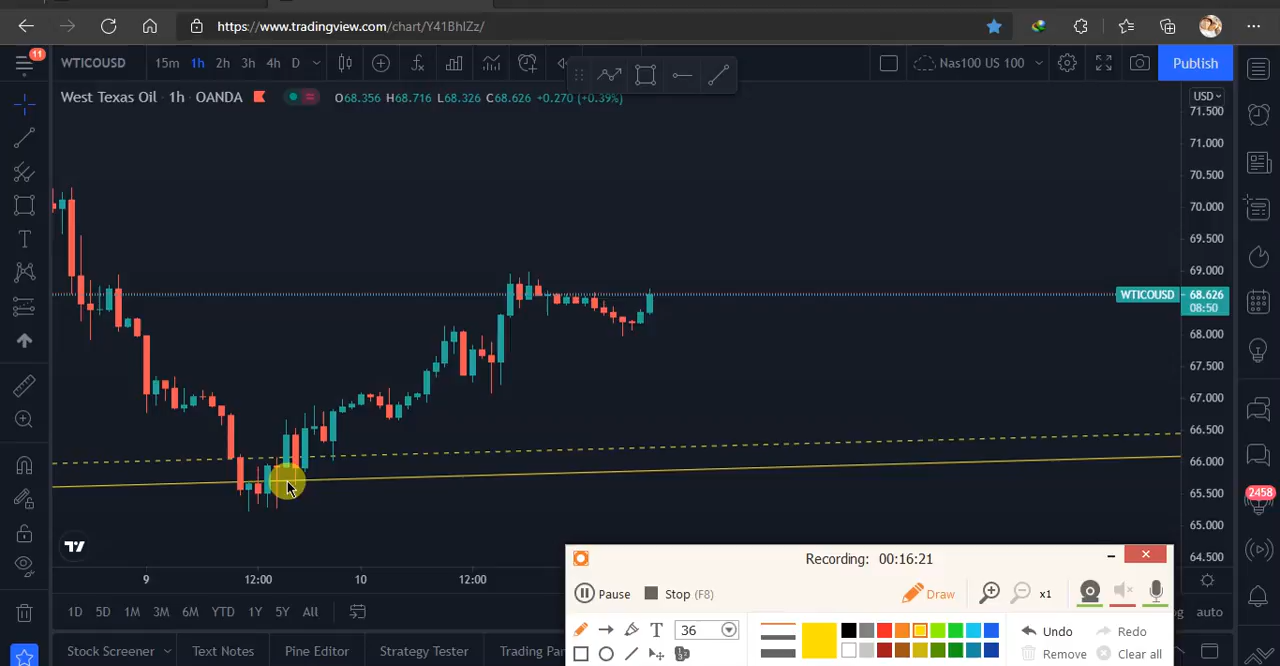 https://www.tradingview.com/chart/Y41BhIZz/
11
WTICOUSD 15m 1h 2h 3h 4h D Nas100 US 100 Publish
West Texas Oil · 1h · OANDA O68.356 H68.716 L68.326 C68.626 +0.270 (+0.39%)
USD
71.500
71.000
70.500
70.000
69.500
69.000
WTICOUSD 68.626
08:50
68.000
67.500
67.000
66.500
66.000
65.500
65.000
64.500
2458
9 12:00 10 12:00
1D 5D 1M 3M 6M YTD 1Y 5Y All
auto
Stock Screener Text Notes Pine Editor Strategy Tester
Recording: 00:16:21
Pause Stop (F8) Draw x1
T 36 Undo Redo
Remove Clear all